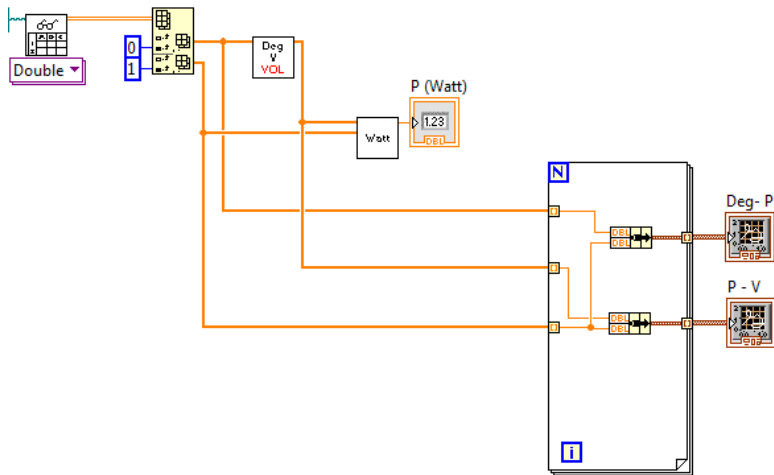 Double
0
1
Deg
V
VOL
P (Watt)
1.23
DBL
Watt
N
Deg- P
DBL
DBL
P - V
DBL
DBL
i